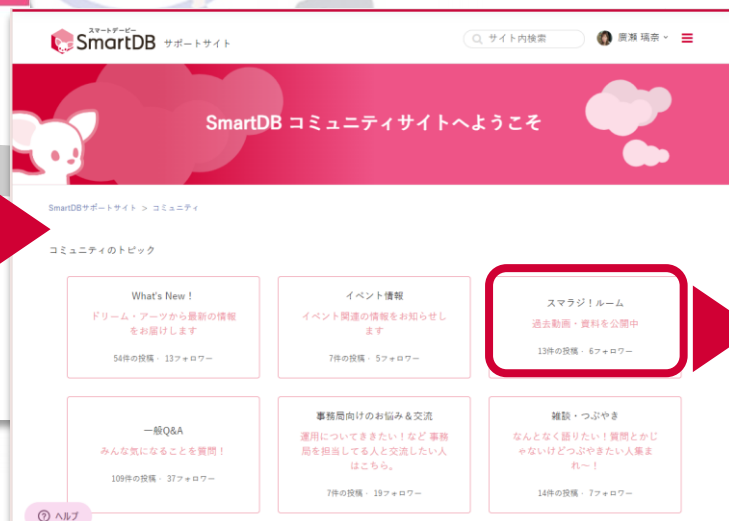 スマートデービー
SmartDB サポートサイト
サイト内検索
廣瀬 璃奈
SmartDB コミュニティサイトへようこそ
SmartDBサポートサイト > コミュニティ
コミュニティのトピック
What's New！
ドリーム・アーツから最新の情報
をお届けします
54件の投稿・ 13フォロワー
イベント情報
イベント関連の情報をお知らせし
ます
7件の投稿・ 5フォロワー
スマラジ！ルーム
過去動画・資料を公開中
13件の投稿・ 6フォロワー
一般Q&A
みんな気になることを質問！
109件の投稿・ 37フォロワー
事務局向けのお悩み＆交流
運用についてききたい！など 事務
局を担当してる人と交流したい人
はこちら。
7件の投稿・ 19フォロワー
雑談・つぶやき
なんとなく語りたい！質問とかじ
ゃないけどつぶやきたい人集ま
れ～！
14件の投稿・ 7フォロワー
ヘルプ